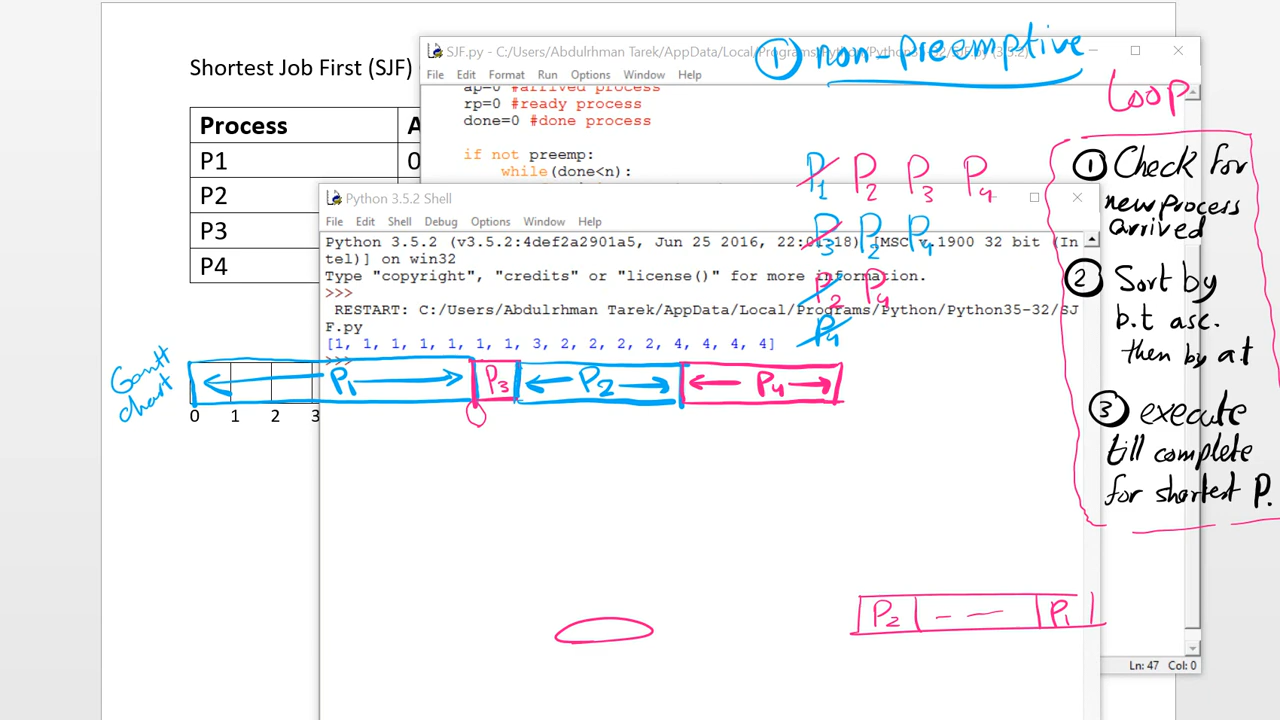 ① non-preemptive
SJF.py - C:/Users/Abdulrhman Tarek/AppData/Local/Programs/Python/Python35-32/SJF.py (3.5.2)
Shortest Job First (SJF)
File Edit Format Run Options Window Help
ap=0 #arrived process
rp=0 #ready process
done=0 #done process
if not preemp:
while(done<n):
Loop
① Check for
new process
arrived
② Sort by
b.t asc.
then by a t
③ execute
till complete
for shortest P.
Process A
P1 0
P2
P3
P4
P1 P2 P3 P4
P3 P2 P4
P2 P4
P4
Python 3.5.2 Shell
File Edit Shell Debug Options Window Help
Python 3.5.2 (v3.5.2:4def2a2901a5, Jun 25 2016, 22:01:18) [MSC v.1900 32 bit (In
tel)] on win32
Type "copyright", "credits" or "license()" for more information.
>>>
RESTART: C:/Users/Abdulrhman Tarek/AppData/Local/Programs/Python/Python35-32/SJ
F.py
[1, 1, 1, 1, 1, 1, 1, 3, 2, 2, 2, 2, 4, 4, 4, 4]
>>>
Gantt
chart
P1 P3 P2 P4
0 1 2 3
P2 - - P1
Ln: 47 Col: 0